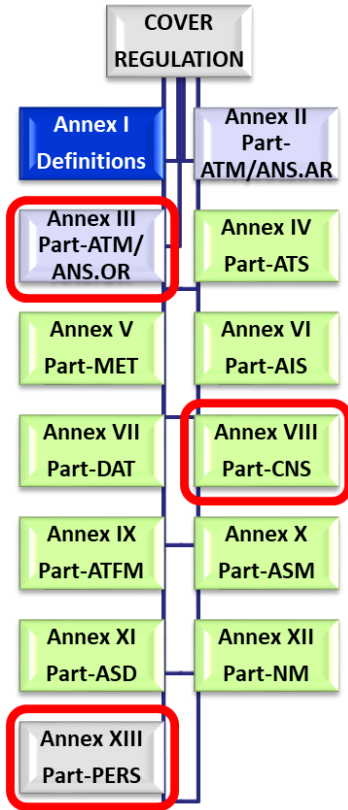 COVER
REGULATION
Annex I
Definitions
Annex II
Part-
ATM/ANS.AR
Annex III
Part-ATM/
ANS.OR
Annex IV
Part-ATS
Annex V
Part-MET
Annex VI
Part-AIS
Annex VII
Part-DAT
Annex VIII
Part-CNS
Annex IX
Part-ATFM
Annex X
Part-ASM
Annex XI
Part-ASD
Annex XII
Part-NM
Annex XIII
Part-PERS